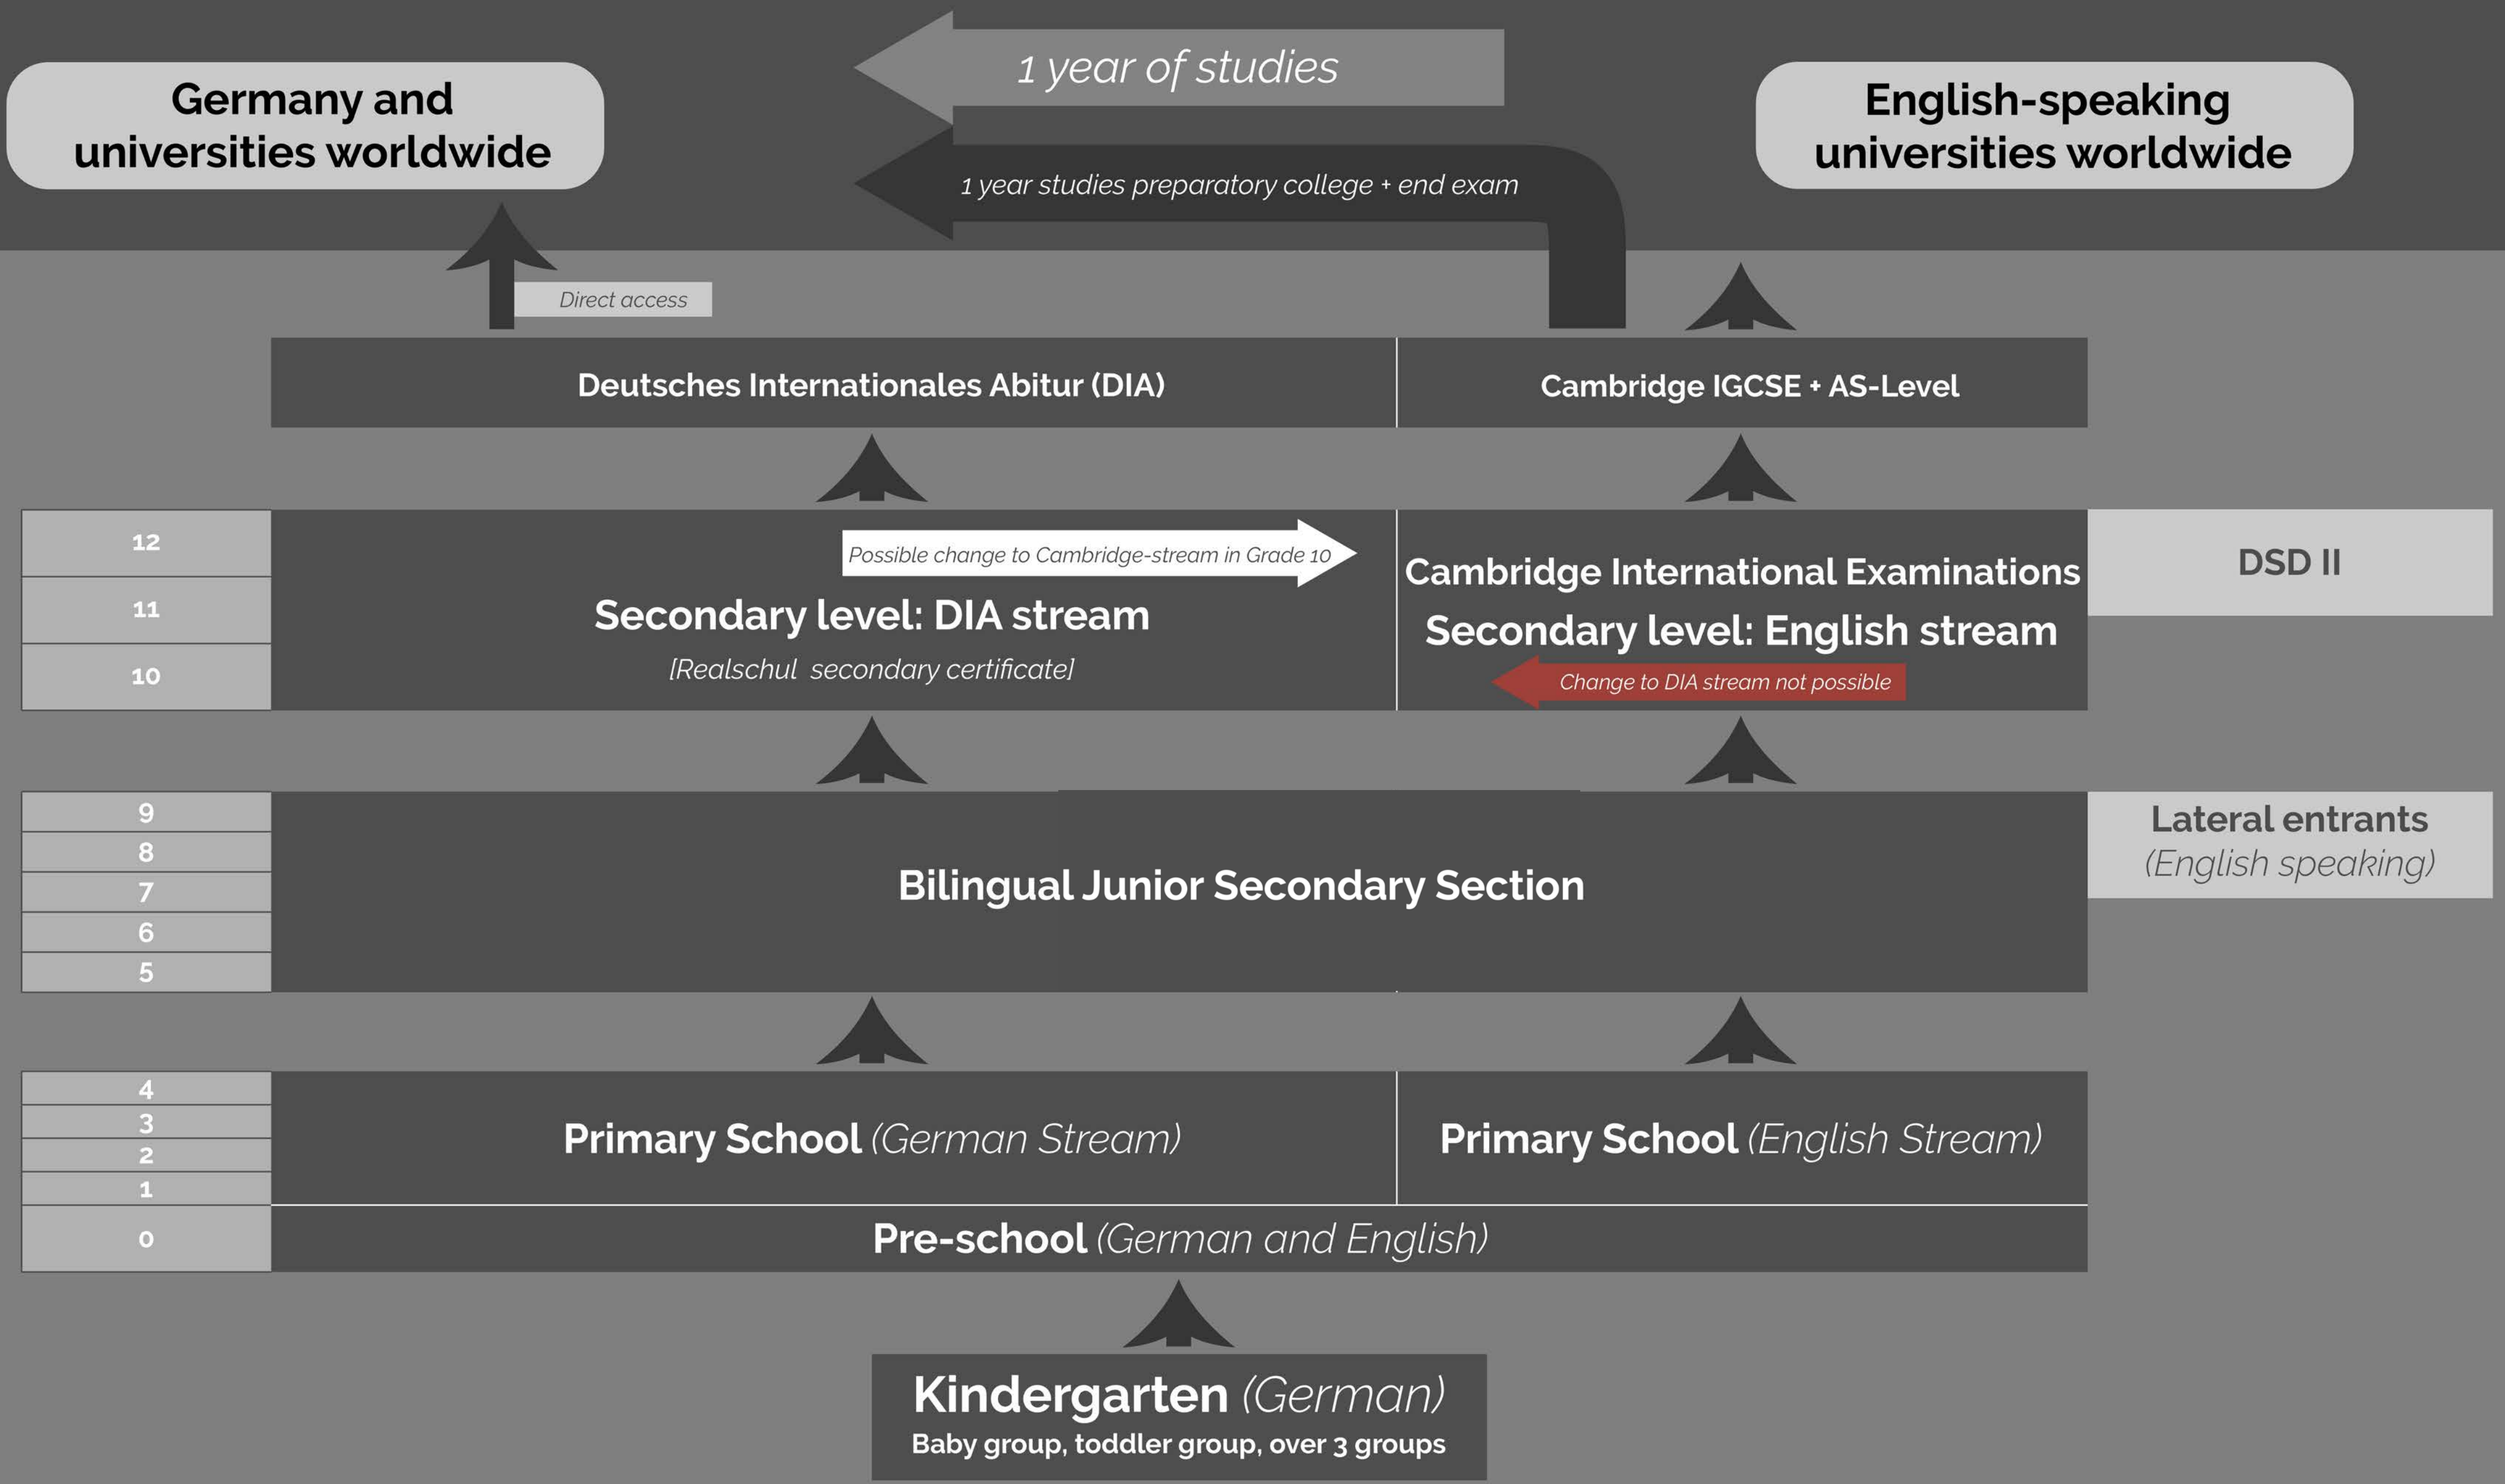 1 year of studies
Germany and
universities worldwide
English-speaking
universities worldwide
1 year studies preparatory college + end exam
Direct access
Deutsches Internationales Abitur (DIA)
Cambridge IGCSE + AS-Level
12
11
10
Possible change to Cambridge-stream in Grade 10
Secondary level: DIA stream
[Realschul secondary certificate]
Cambridge International Examinations
Secondary level: English stream
Change to DIA stream not possible
DSD II
9
8
7
6
5
Bilingual Junior Secondary Section
Lateral entrants
(English speaking)
4
3
2
1
0
Primary School (German Stream)
Primary School (English Stream)
Pre-school (German and English)
Kindergarten (German)
Baby group, toddler group, over 3 groups